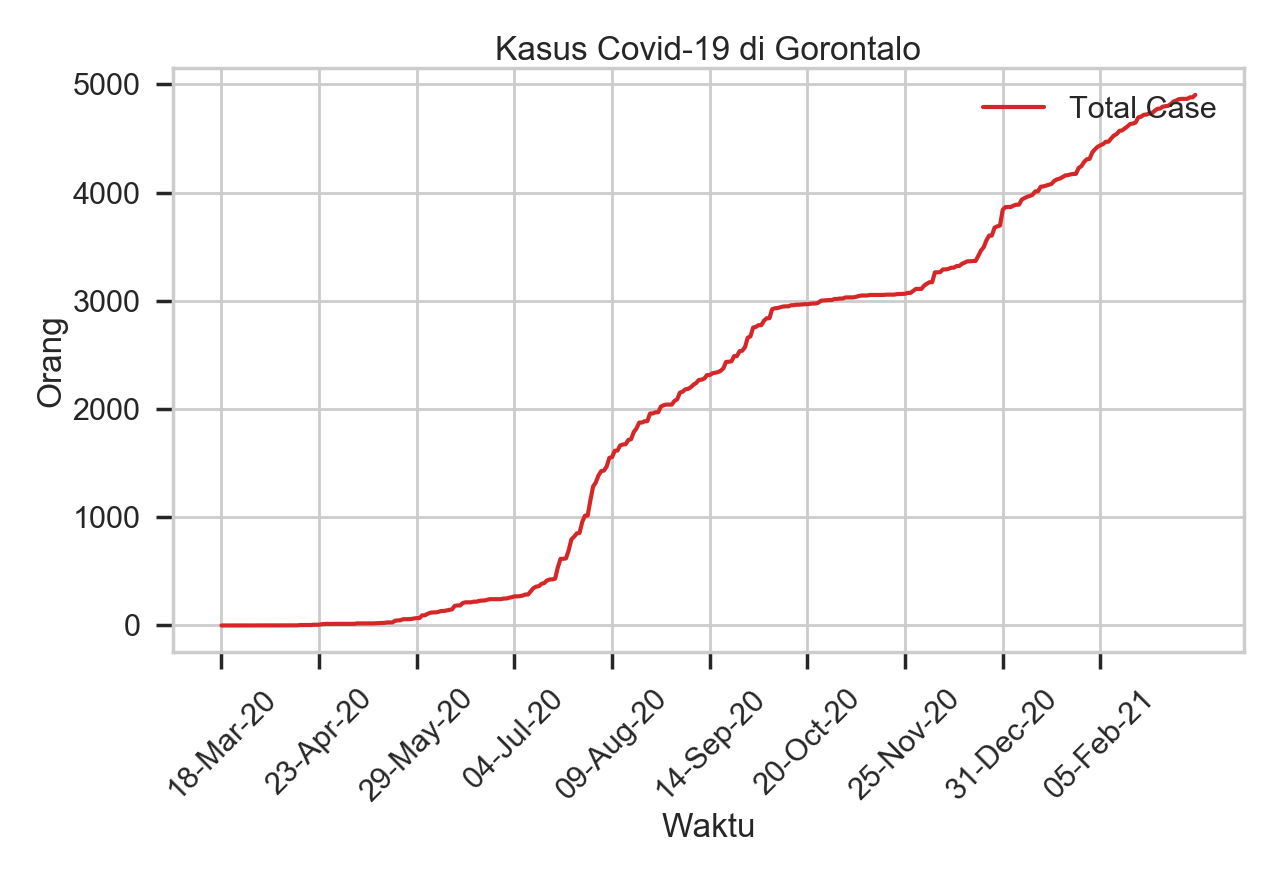 Kasus Covid-19 di Gorontalo
Total Case
Orang
5000
4000
3000
2000
1000
0
18-Mar-20
23-Apr-20
29-May-20
04-Jul-20
09-Aug-20
14-Sep-20
20-Oct-20
25-Nov-20
31-Dec-20
05-Feb-21
Waktu